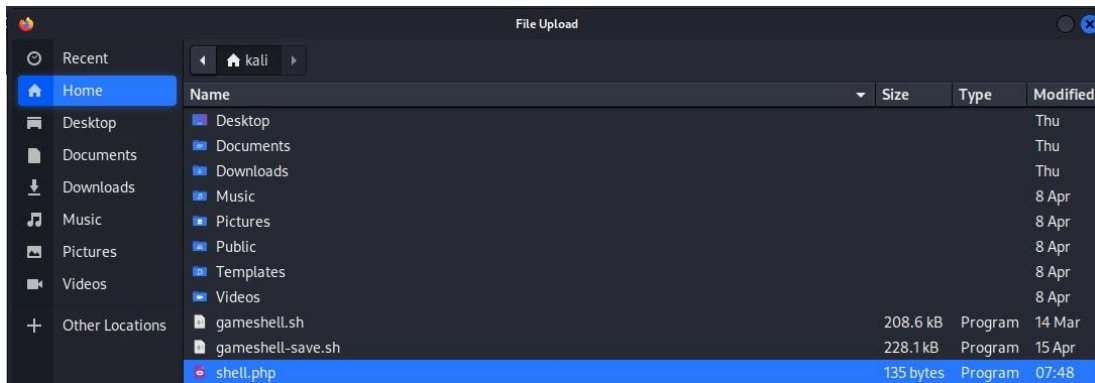 File Upload
Recent
Home
Desktop
Documents
Downloads
Music
Pictures
Videos
Other Locations
kali
Name Size Type Modified
Desktop Thu
Documents Thu
Downloads Thu
Music 8 Apr
Pictures 8 Apr
Public 8 Apr
Templates 8 Apr
Videos 8 Apr
gameshell.sh 208.6 kB Program 14 Mar
gameshell-save.sh 228.1 kB Program 15 Apr
shell.php 135 bytes Program 07:48